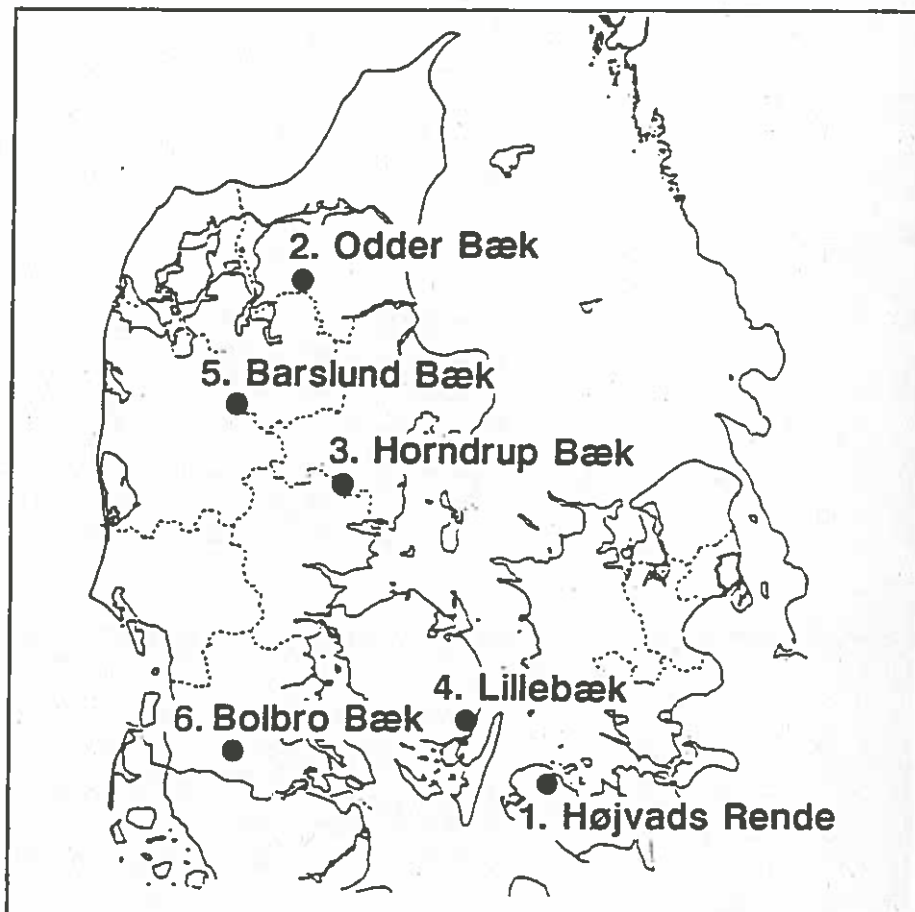 2. Odder Bæk
5. Barslund Bæk
3. Horndrup Bæk
4. Lillebæk
6. Bolbro Bæk
1. Højvads Rende